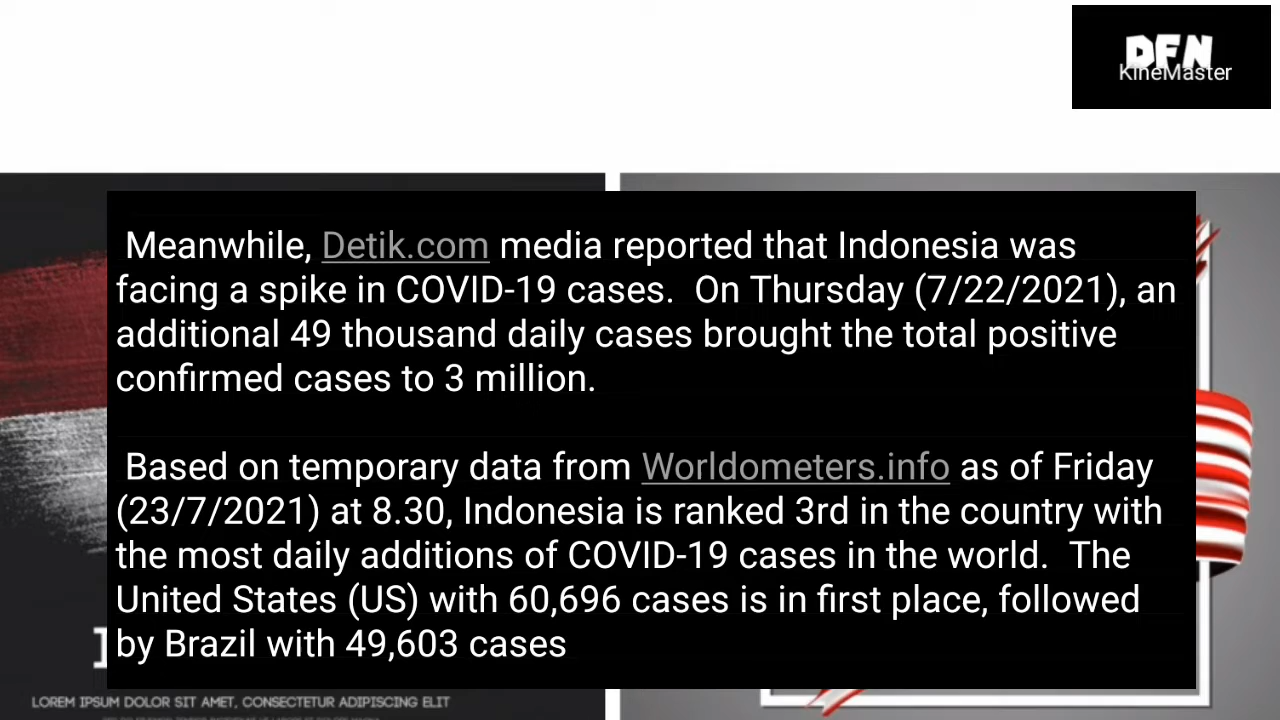 DFN
KineMaster
Meanwhile, Detik.com media reported that Indonesia was
facing a spike in COVID-19 cases.  On Thursday (7/22/2021), an
additional 49 thousand daily cases brought the total positive
confirmed cases to 3 million.
Based on temporary data from Worldometers.info as of Friday
(23/7/2021) at 8.30, Indonesia is ranked 3rd in the country with
the most daily additions of COVID-19 cases in the world.  The
United States (US) with 60,696 cases is in first place, followed
by Brazil with 49,603 cases
LOREM IPSUM DOLOR SIT AMET, CONSECTETUR ADIPISCING ELIT